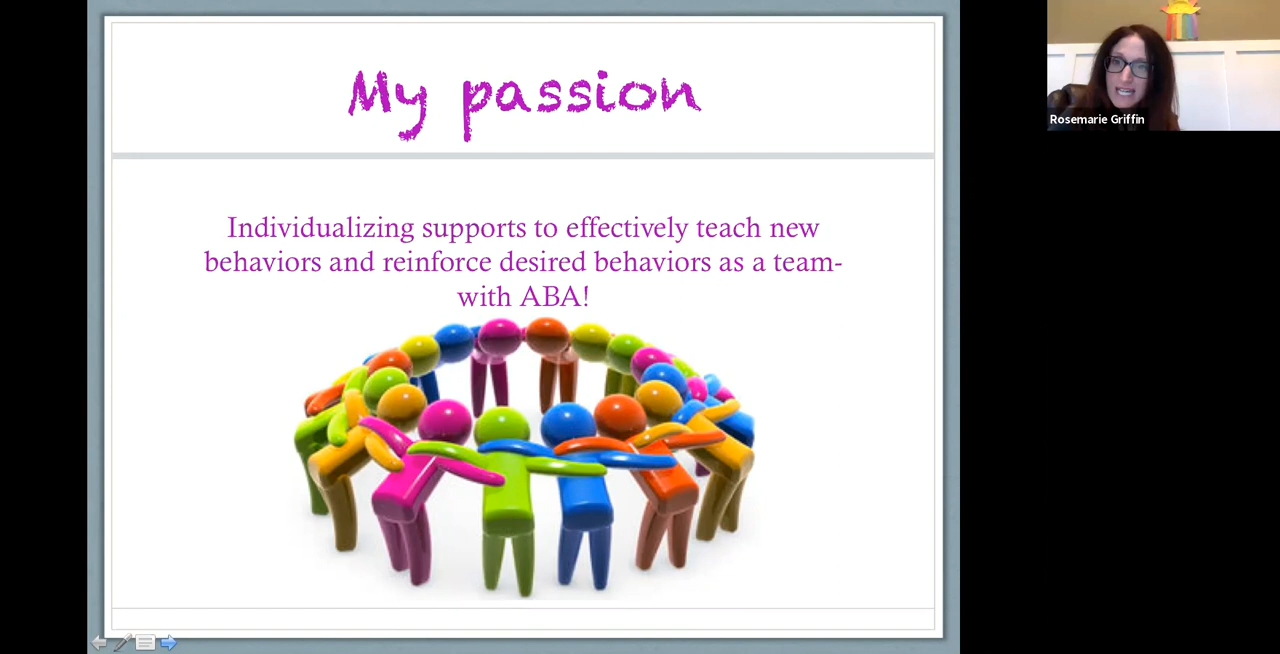 My passion
Individualizing supports to effectively teach new
behaviors and reinforce desired behaviors as a team-
with ABA!
Rosemarie Griffin